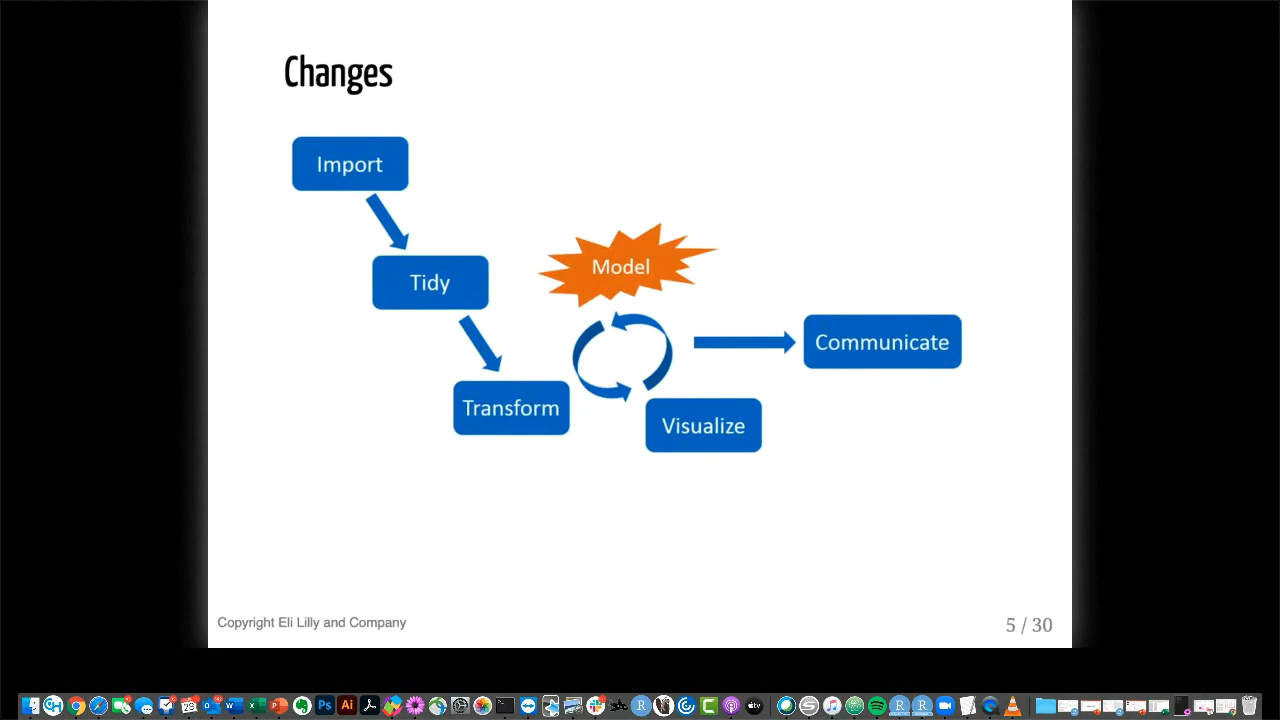 Changes
Import
Tidy
Model
Transform
Visualize
Communicate
Copyright Eli Lilly and Company
5 / 30